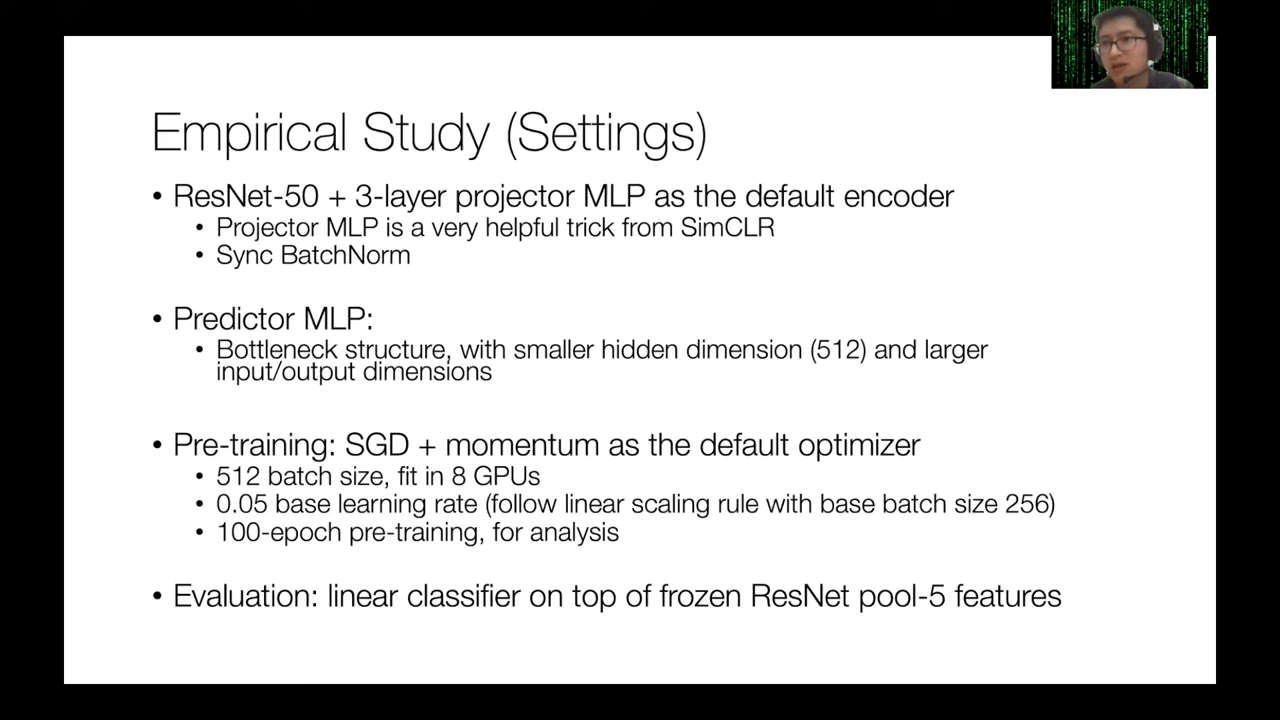 Empirical Study (Settings)
• ResNet-50 + 3-layer projector MLP as the default encoder
• Projector MLP is a very helpful trick from SimCLR
• Sync BatchNorm
• Predictor MLP:
• Bottleneck structure, with smaller hidden dimension (512) and larger
input/output dimensions
• Pre-training: SGD + momentum as the default optimizer
• 512 batch size, fit in 8 GPUs
• 0.05 base learning rate (follow linear scaling rule with base batch size 256)
• 100-epoch pre-training, for analysis
• Evaluation: linear classifier on top of frozen ResNet pool-5 features